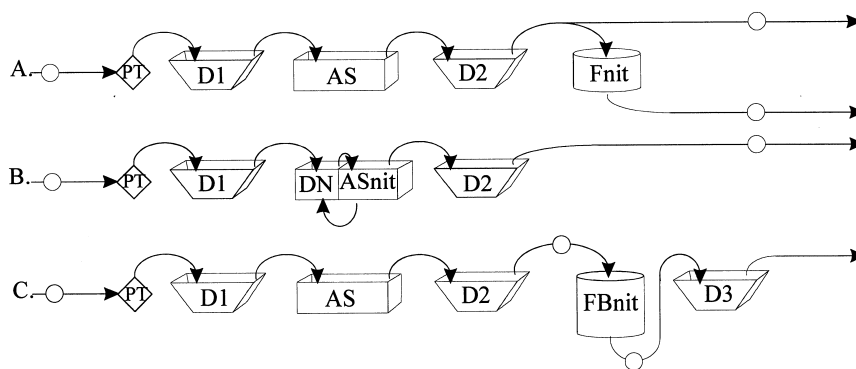 A. PT D1 AS D2 Fnit
B. PT D1 DN ASnit D2
C. PT D1 AS D2 FBnit D3